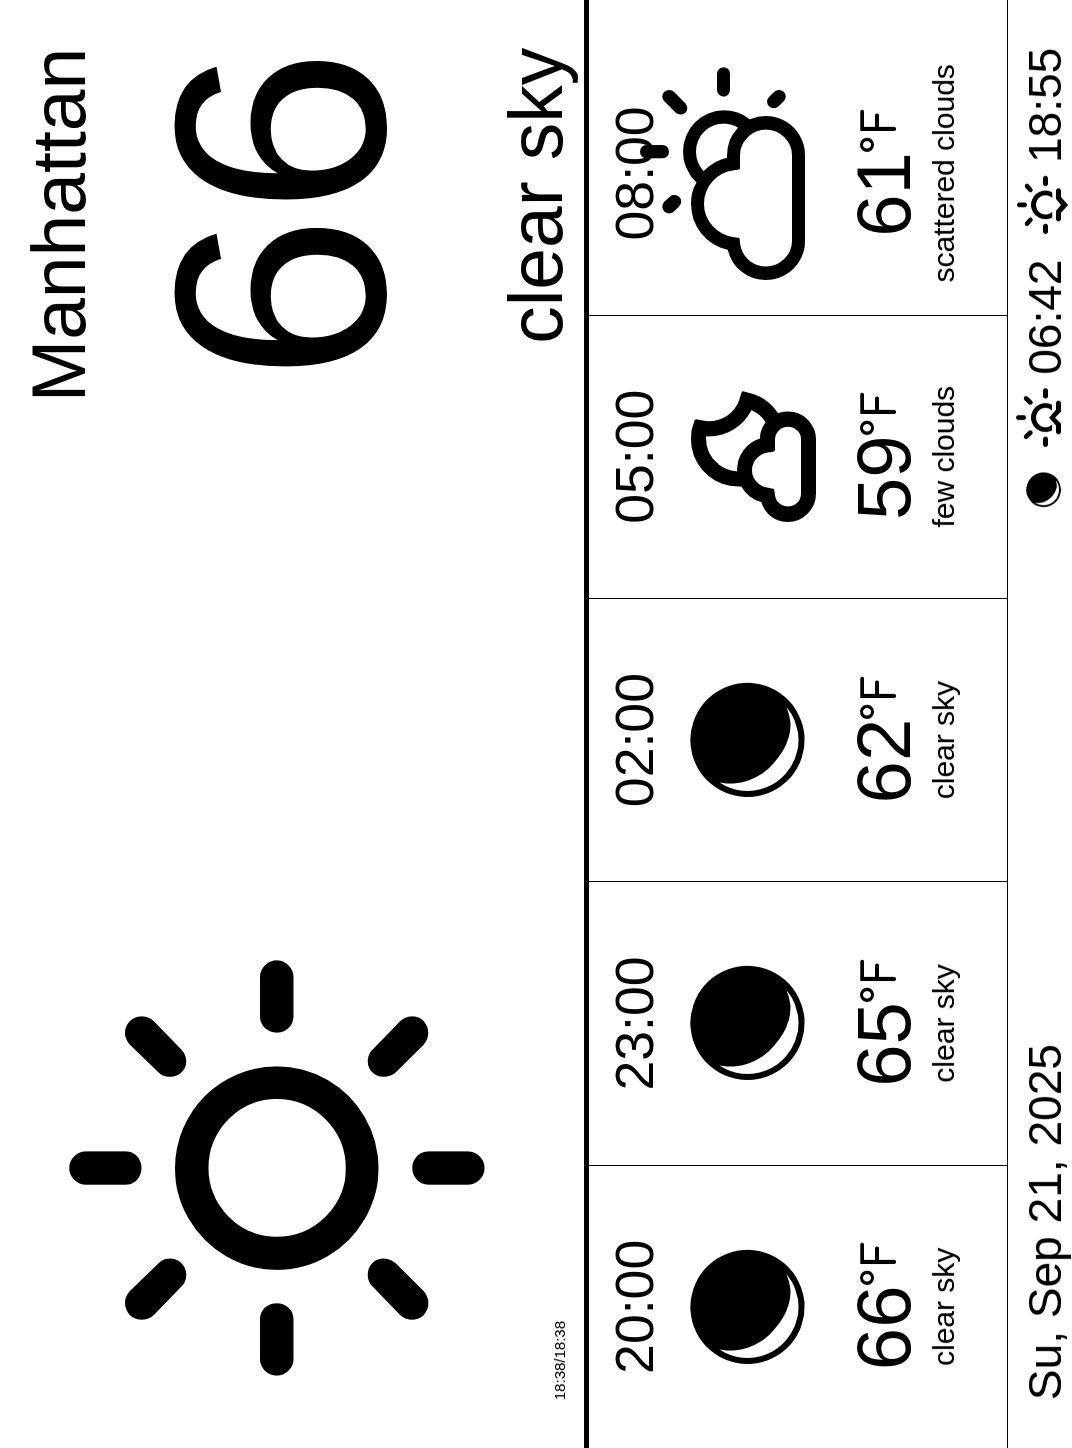 Manhattan
66
clear sky
18:38/18:38
20:00
66°F
clear sky
23:00
65°F
clear sky
02:00
62°F
clear sky
05:00
59°F
few clouds
08:00
61°F
scattered clouds
Su, Sep 21, 2025
06:42
18:55